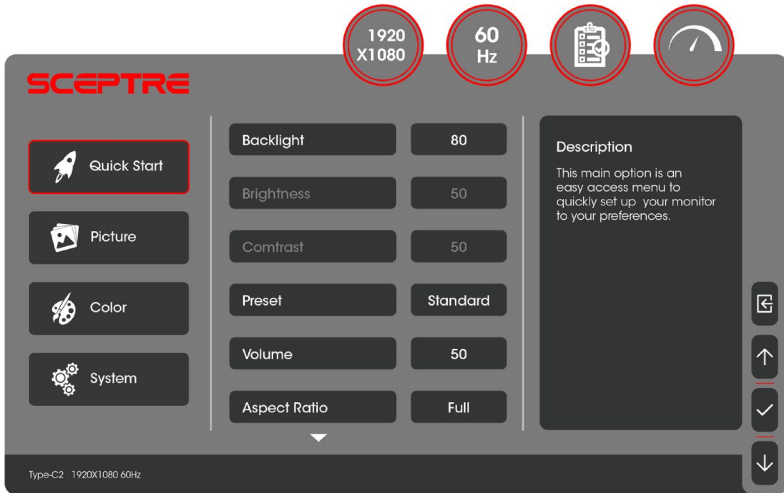 1920
X1080
60
Hz
SCEPTRE
Quick Start
Picture
Color
System
Backlight 80
Brightness 50
Comtrast 50
Preset Standard
Volume 50
Aspect Ratio Full
Description
This main option is an
easy access menu to
quickly set up your monitor
to your preferences.
Type-C2 1920X1080 60Hz